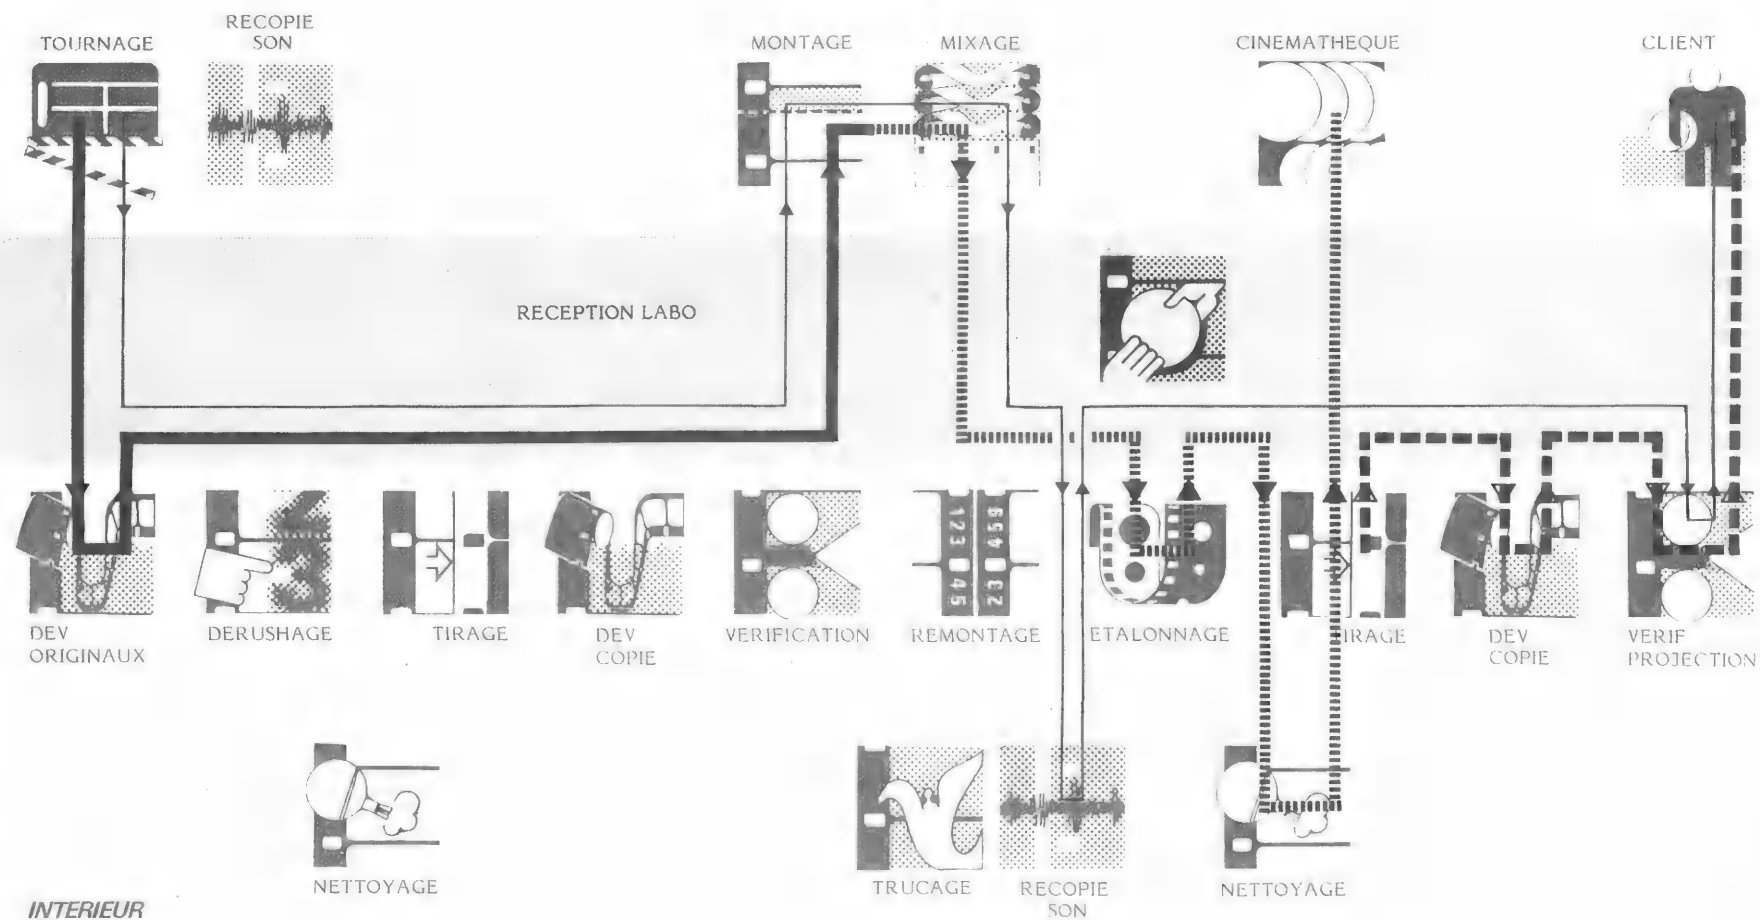 TOURNAGE
RECOPIE
SON
MONTAGE
MIXAGE
CINEMATHEQUE
CLIENT
RECEPTION LABO
DEV
ORIGINAUX
DERUSHAGE
TIRAGE
DEV
COPIE
VERIFICATION
REMONTAGE
ETALONNAGE
TIRAGE
DEV
COPIE
VERIF
PROJECTION
NETTOYAGE
TRUCAGE
RECOPIE
SON
NETTOYAGE
INTERIEUR